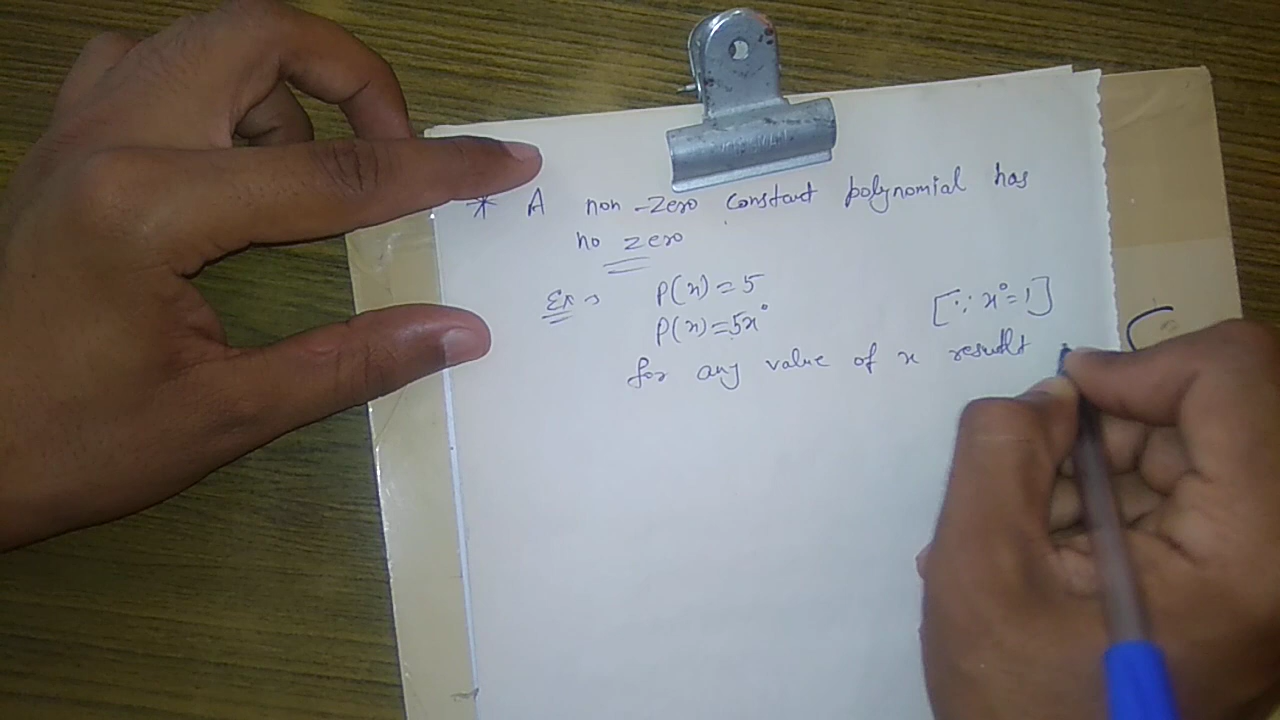 * A non-zero constant polynomial has
no zero
Ex → P(x) = 5
P(x) = 5x° [∵ x° = 1]
for any value of x result